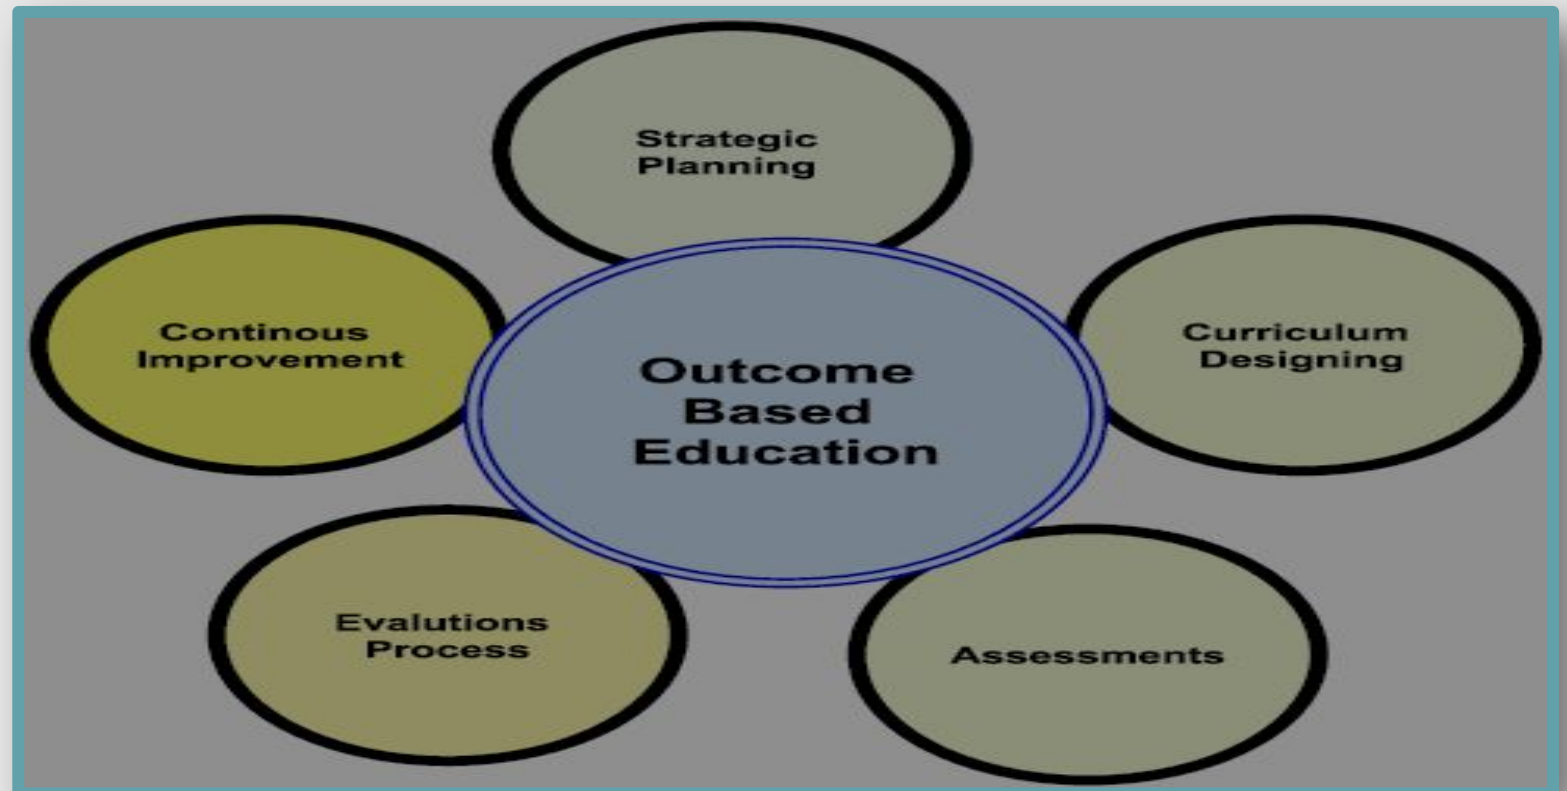 Strategic
Planning
Continous
Improvement
Curriculum
Designing
Outcome
Based
Education
Evalutions
Process
Assessments